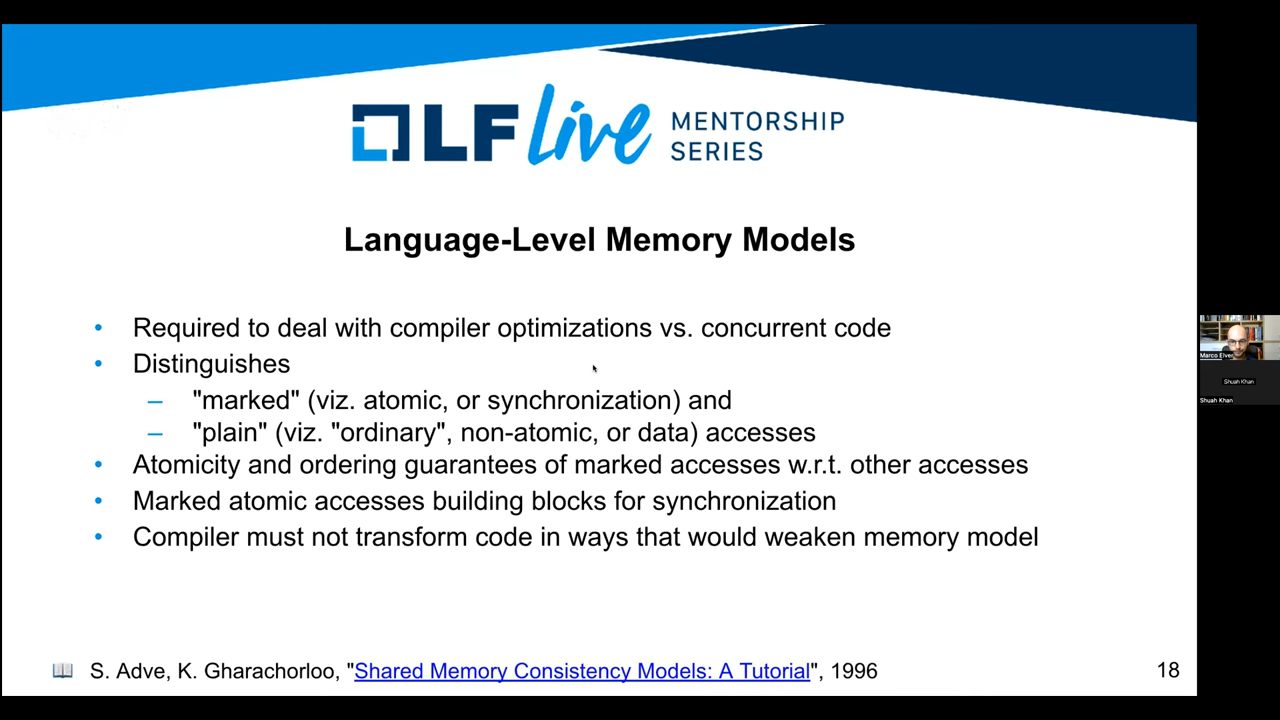 LF live MENTORSHIP
SERIES
Language-Level Memory Models
• Required to deal with compiler optimizations vs. concurrent code
• Distinguishes
– "marked" (viz. atomic, or synchronization) and
– "plain" (viz. "ordinary", non-atomic, or data) accesses
• Atomicity and ordering guarantees of marked accesses w.r.t. other accesses
• Marked atomic accesses building blocks for synchronization
• Compiler must not transform code in ways that would weaken memory model
S. Adve, K. Gharachorloo, "Shared Memory Consistency Models: A Tutorial", 1996
18
Marco Elver
Shuah Khan
Shuah Khan